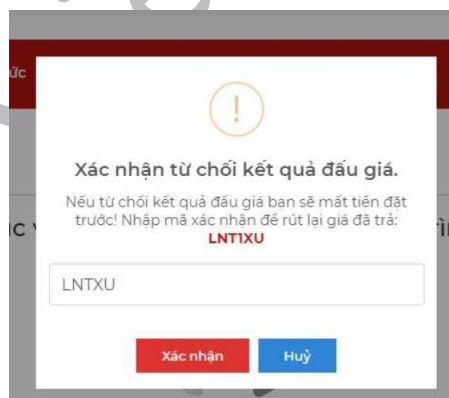 ức
!
Xác nhận từ chối kết quả đấu giá.
Nếu từ chối kết quả đấu giá bạn sẽ mất tiền đặt
trước! Nhập mã xác nhận để rút lại giá đã trả:
LNT1XU
LNTXU
Xác nhận Huỷ